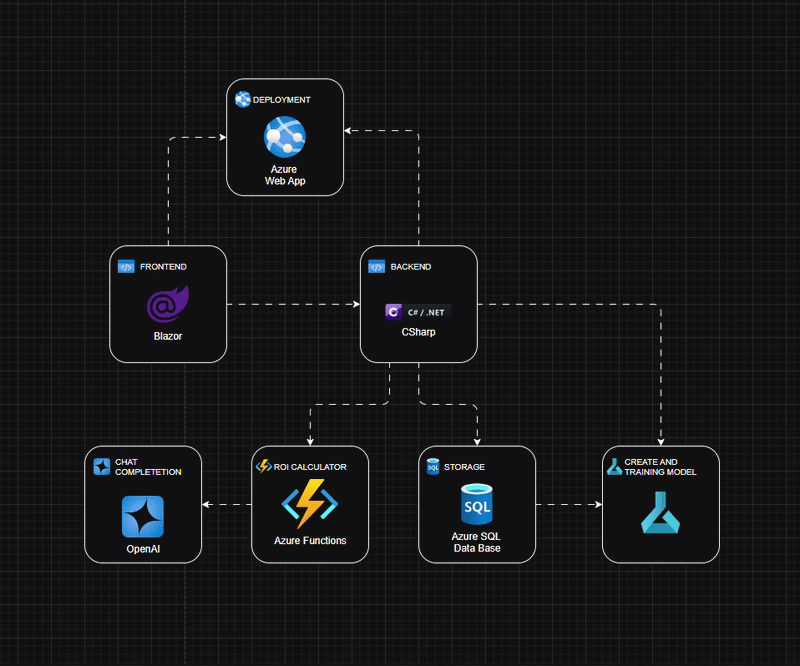 DEPLOYMENT
Azure
Web App
FRONTEND
Blazor
BACKEND
C# / .NET
CSharp
CHAT
COMPLETETION
OpenAI
ROI CALCULATOR
Azure Functions
SQL
STORAGE
SQL
Azure SQL
Data Base
CREATE AND
TRAINING MODEL